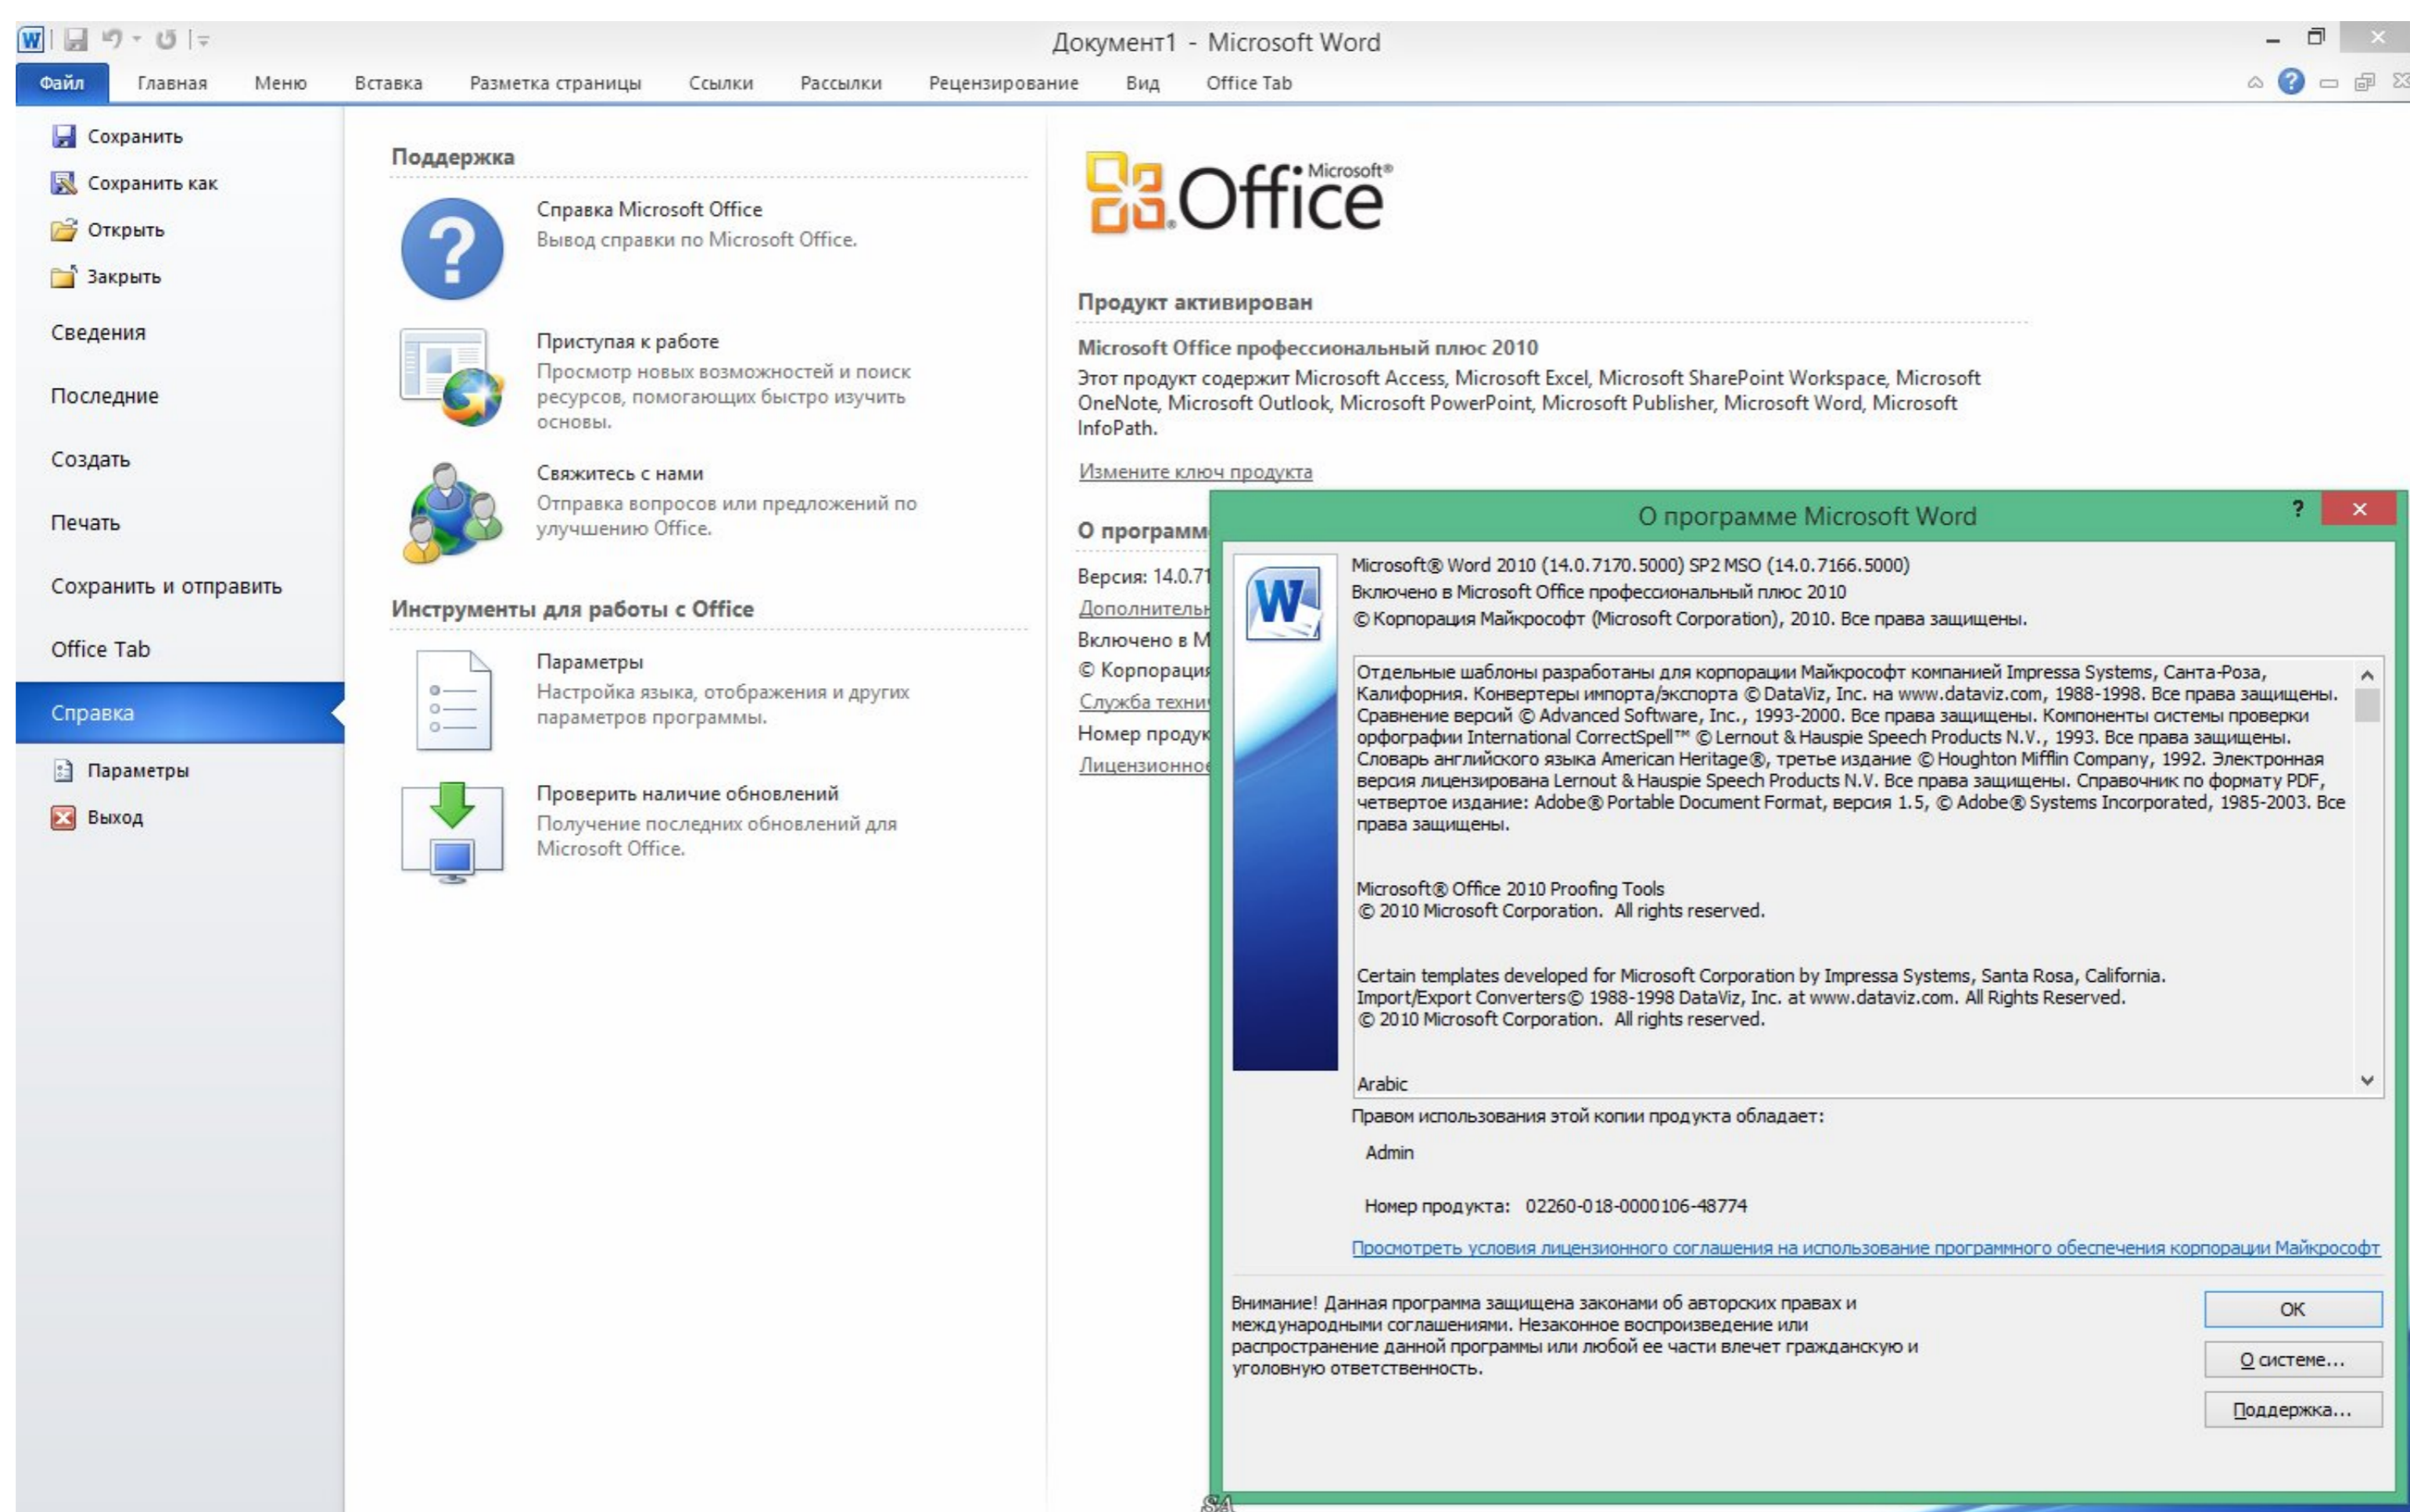 Документ1 - Microsoft Word
Файл Главная Меню Вставка Разметка страницы Ссылки Рассылки Рецензирование Вид Office Tab
Сохранить
Сохранить как
Открыть
Закрыть
Сведения
Последние
Создать
Печать
Сохранить и отправить
Office Tab
Справка
Параметры
Выход
Поддержка
Справка Microsoft Office
Вывод справки по Microsoft Office.
Приступая к работе
Просмотр новых возможностей и поиск
ресурсов, помогающих быстро изучить
основы.
Свяжитесь с нами
Отправка вопросов или предложений по
улучшению Office.
Инструменты для работы с Office
Параметры
Настройка языка, отображения и других
параметров программы.
Проверить наличие обновлений
Получение последних обновлений для
Microsoft Office.
Microsoft®
Office
Продукт активирован
Microsoft Office профессиональный плюс 2010
Этот продукт содержит Microsoft Access, Microsoft Excel, Microsoft SharePoint Workspace, Microsoft
OneNote, Microsoft Outlook, Microsoft PowerPoint, Microsoft Publisher, Microsoft Word, Microsoft
InfoPath.
Измените ключ продукта
О программ
Версия: 14.0.71
Дополнитель
Включено в M
© Корпорация
Служба техни
Номер продук
Лицензионное
О программе Microsoft Word
Microsoft® Word 2010 (14.0.7170.5000) SP2 MSO (14.0.7166.5000)
Включено в Microsoft Office профессиональный плюс 2010
© Корпорация Майкрософт (Microsoft Corporation), 2010. Все права защищены.
Отдельные шаблоны разработаны для корпорации Майкрософт компанией Impressa Systems, Санта-Роза,
Калифорния. Конвертеры импорта/экспорта © DataViz, Inc. на www.dataviz.com, 1988-1998. Все права защищены.
Сравнение версий © Advanced Software, Inc., 1993-2000. Все права защищены. Компоненты системы проверки
орфографии International CorrectSpell™ © Lernout & Hauspie Speech Products N.V., 1993. Все права защищены.
Словарь английского языка American Heritage®, третье издание © Houghton Mifflin Company, 1992. Электронная
версия лицензирована Lernout & Hauspie Speech Products N.V. Все права защищены. Справочник по формату PDF,
четвертое издание: Adobe® Portable Document Format, версия 1.5, © Adobe® Systems Incorporated, 1985-2003. Все
права защищены.
Microsoft® Office 2010 Proofing Tools
© 2010 Microsoft Corporation. All rights reserved.
Certain templates developed for Microsoft Corporation by Impressa Systems, Santa Rosa, California.
Import/Export Converters© 1988-1998 DataViz, Inc. at www.dataviz.com. All Rights Reserved.
© 2010 Microsoft Corporation. All rights reserved.
Arabic
Правом использования этой копии продукта обладает:
Admin
Номер продукта: 02260-018-0000106-48774
Просмотреть условия лицензионного соглашения на использование программного обеспечения корпорации Майкрософт
Внимание! Данная программа защищена законами об авторских правах и
международными соглашениями. Незаконное воспроизведение или
распространение данной программы или любой ее части влечет гражданскую и
уголовную ответственность.
ОК
О системе...
Поддержка...
SA